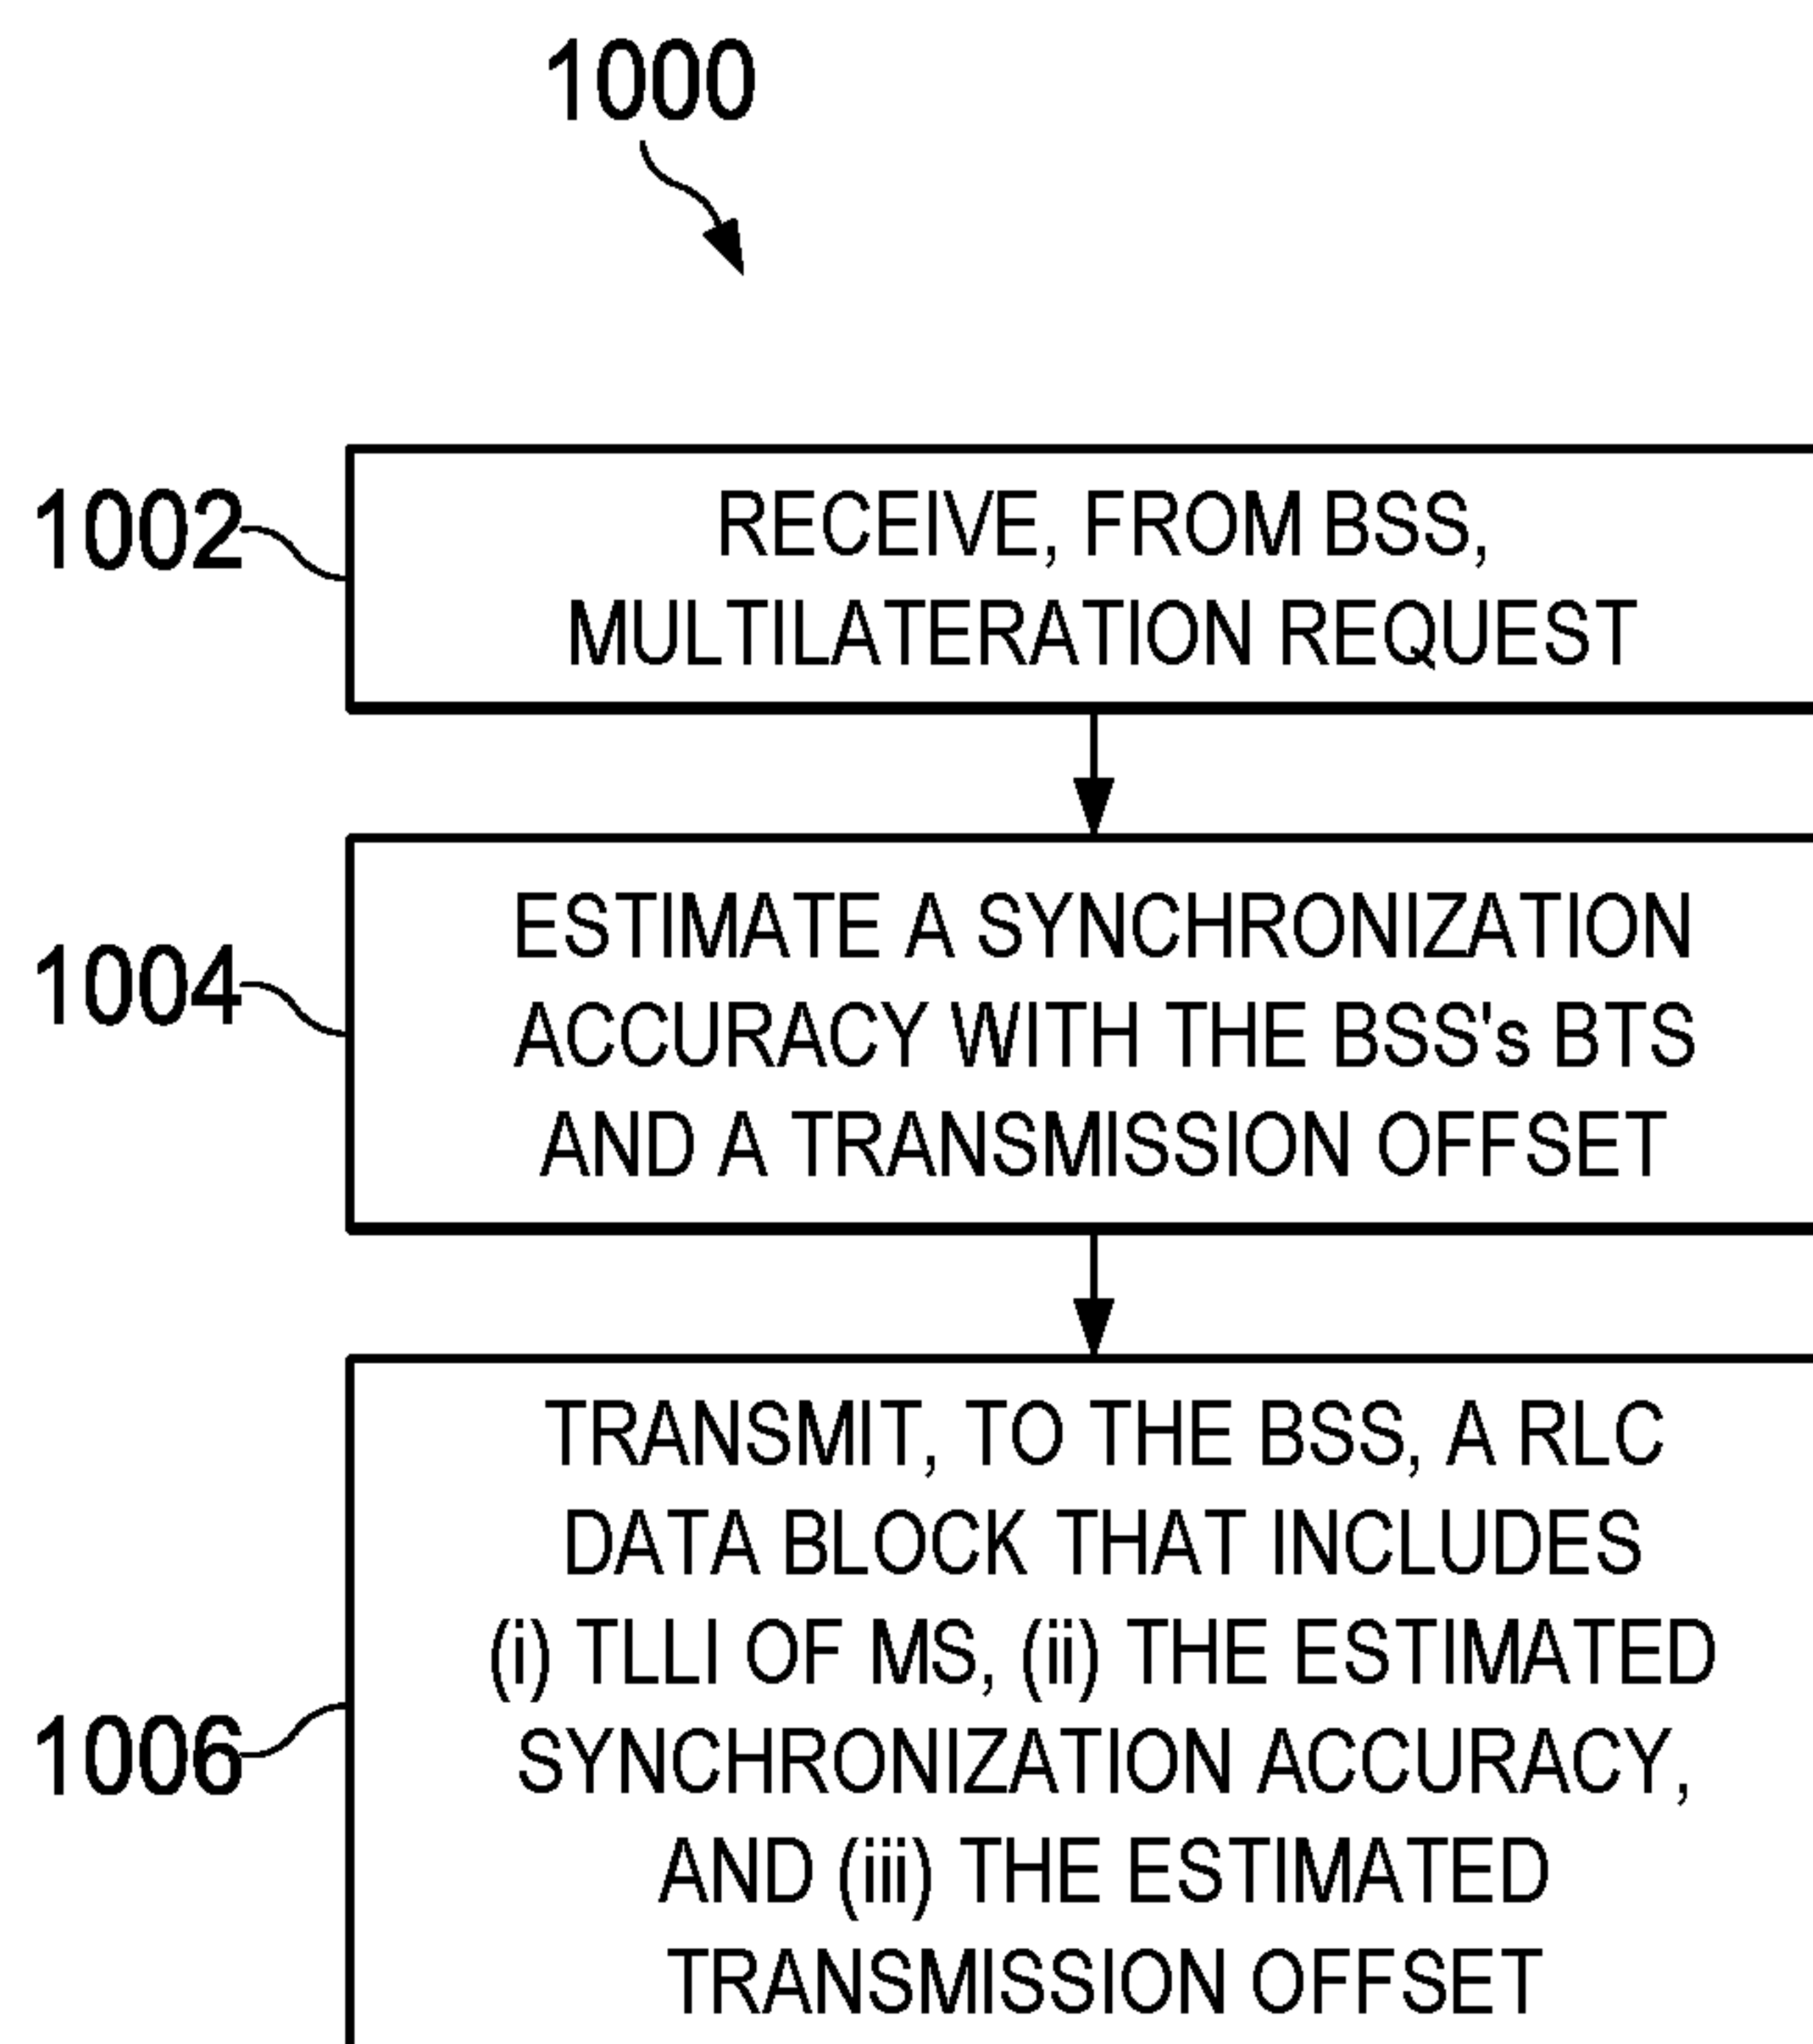 1000
1002
RECEIVE, FROM BSS,
MULTILATERATION REQUEST
1004
ESTIMATE A SYNCHRONIZATION
ACCURACY WITH THE BSS's BTS
AND A TRANSMISSION OFFSET
1006
TRANSMIT, TO THE BSS, A RLC
DATA BLOCK THAT INCLUDES
(i) TLLI OF MS, (ii) THE ESTIMATED
SYNCHRONIZATION ACCURACY,
AND (iii) THE ESTIMATED
TRANSMISSION OFFSET